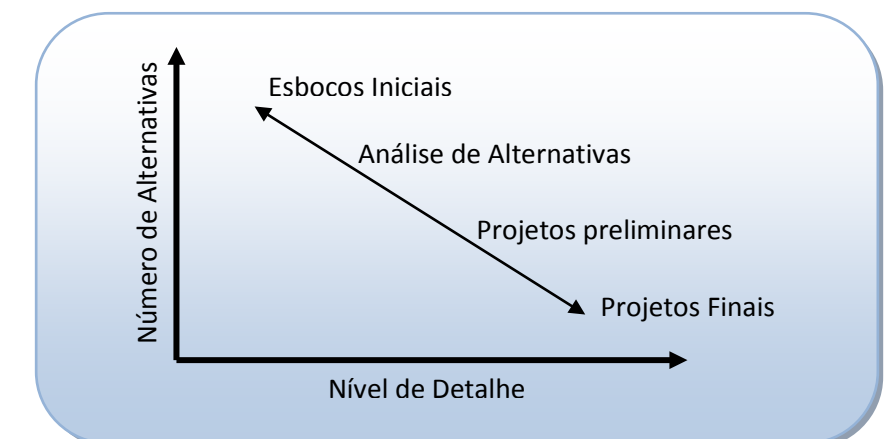 Número de Alternativas
Esbocos Iniciais
Análise de Alternativas
Projetos preliminares
Projetos Finais
Nível de Detalhe